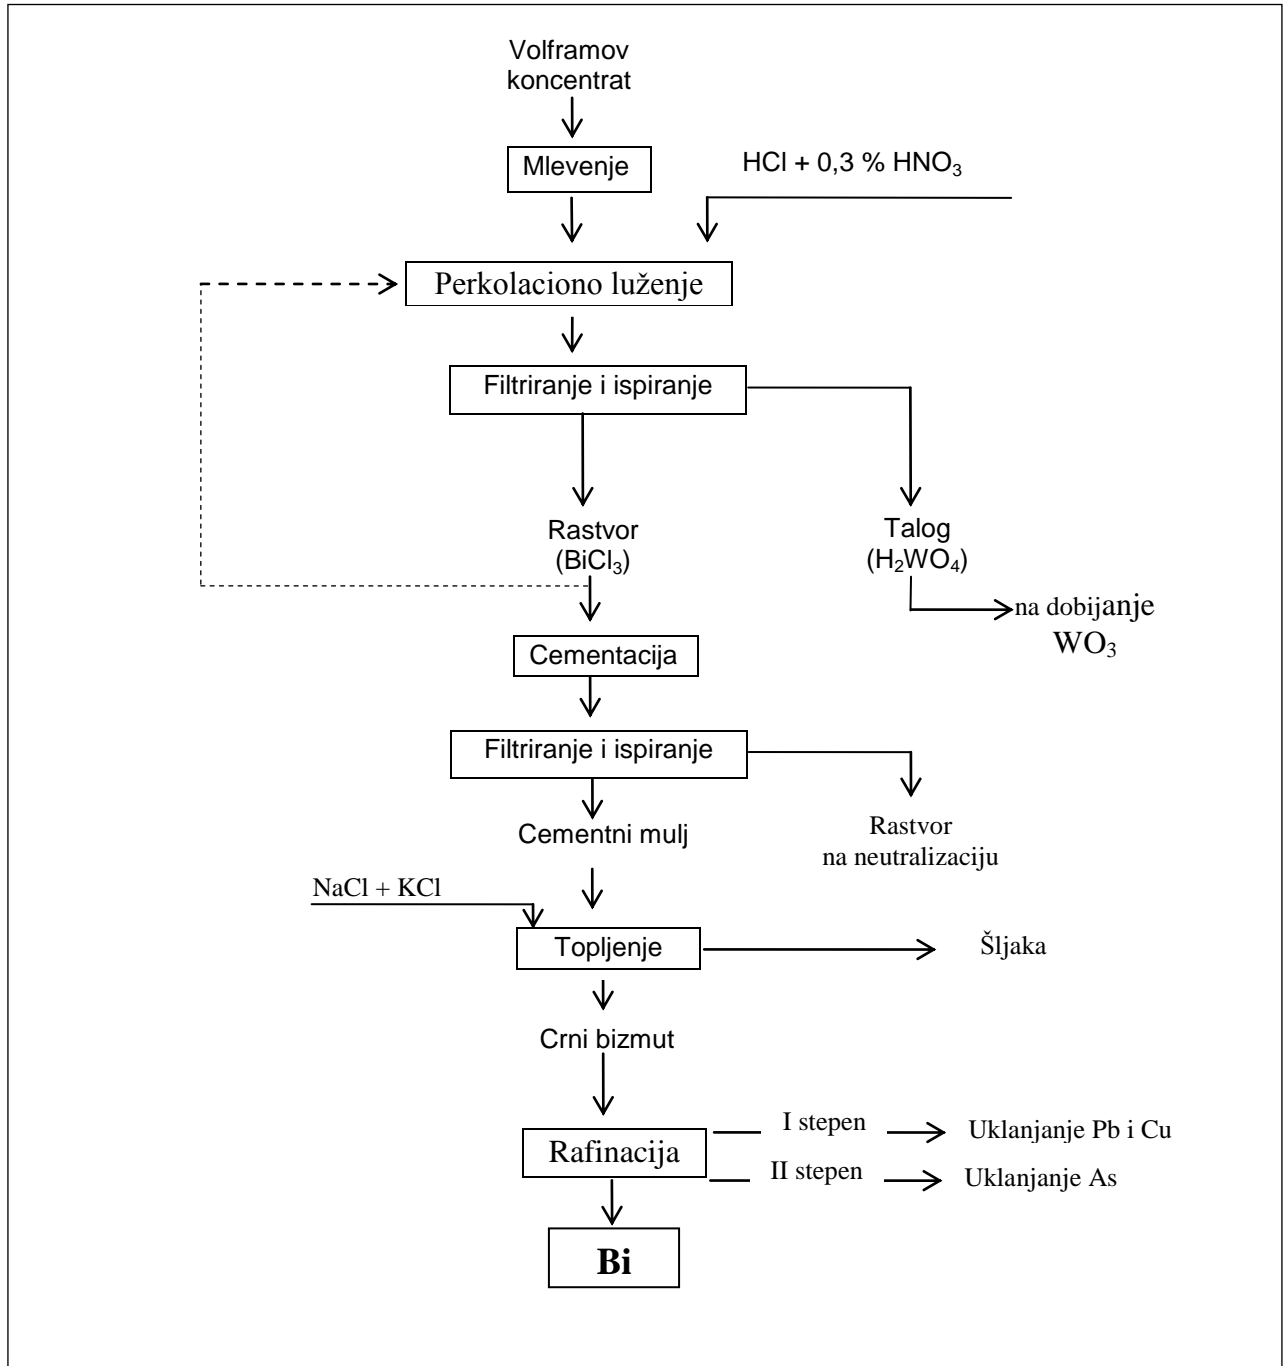 Volframov
koncentrat
Mlevenje
HCl + 0,3 % HNO₃
Perkolaciono luženje
Filtriranje i ispiranje
Rastvor
(BiCl₃)
Talog
(H₂WO₄)
na dobijanje
WO₃
Cementacija
Filtriranje i ispiranje
Cementni mulj
Rastvor
na neutralizaciju
NaCl + KCl
Topljenje
Šljaka
Crni bizmut
Rafinacija
I stepen
Uklanjanje Pb i Cu
II stepen
Uklanjanje As
Bi